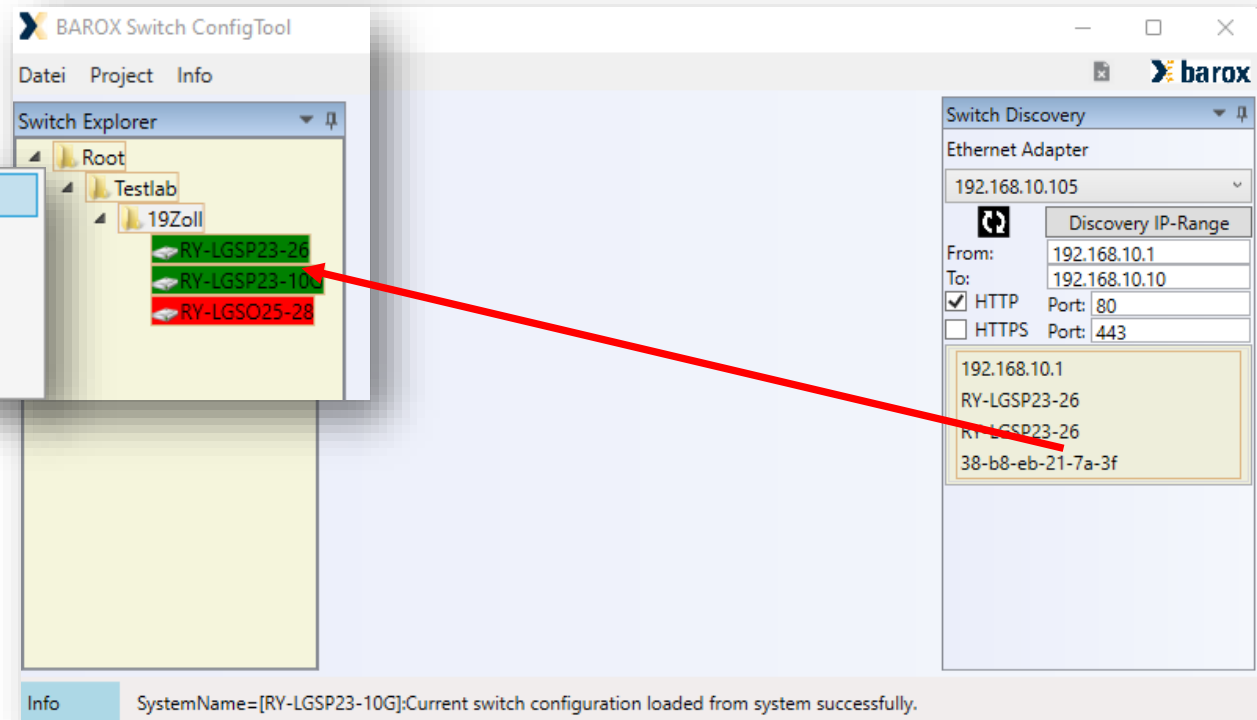 BAROX Switch ConfigTool
Datei Project Info
barox
Switch Explorer
Root
Testlab
19Zoll
RY-LGSP23-26
RY-LGSP23-10G
RY-LGSO25-28
Switch Discovery
Ethernet Adapter
192.168.10.105
Discovery IP-Range
From: 192.168.10.1
To: 192.168.10.10
HTTP Port: 80
HTTPS Port: 443
192.168.10.1
RY-LGSP23-26
RY-LGSP23-26
38-b8-eb-21-7a-3f
Info SystemName=[RY-LGSP23-10G]:Current switch configuration loaded from system successfully.